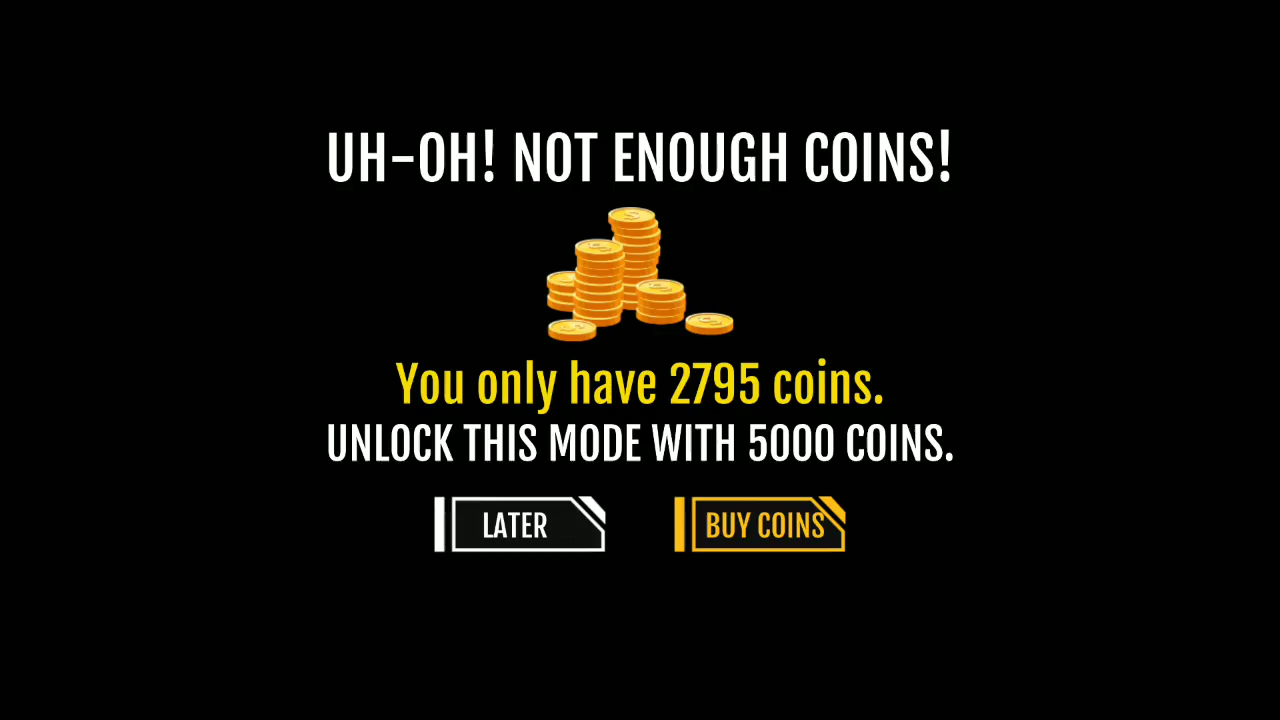 UH-OH! NOT ENOUGH COINS!
You only have 2795 coins.
UNLOCK THIS MODE WITH 5000 COINS.
LATER
BUY COINS